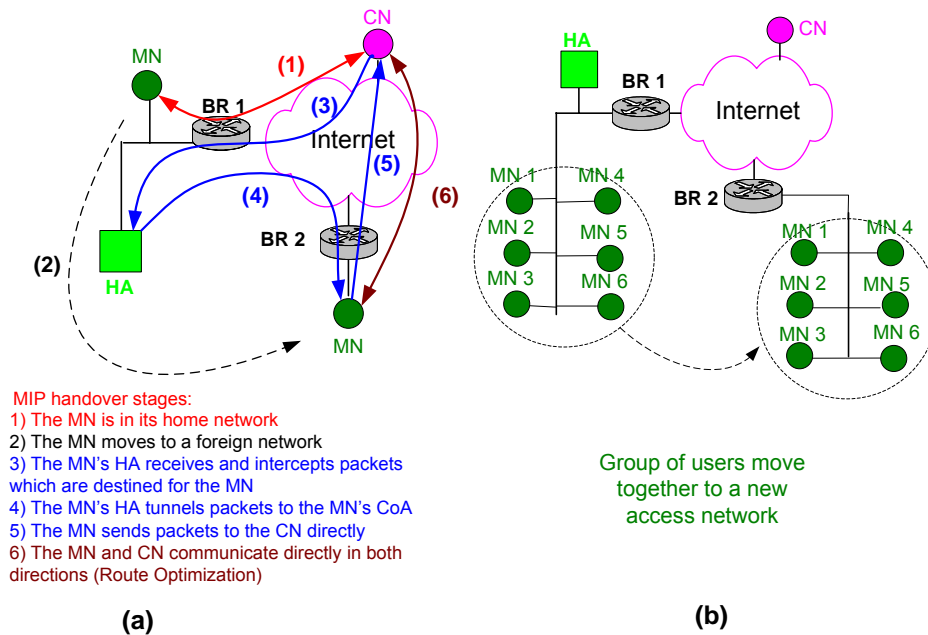 CN
MN
(1)
BR 1
(3)
Internet
(5)
(4)
(6)
BR 2
(2)
HA
MN
MIP handover stages:
1) The MN is in its home network
2) The MN moves to a foreign network
3) The MN's HA receives and intercepts packets
which are destined for the MN
4) The MN's HA tunnels packets to the MN's CoA
5) The MN sends packets to the CN directly
6) The MN and CN communicate directly in both
directions (Route Optimization)
(a)
CN
HA
BR 1
Internet
BR 2
MN 1
MN 4
MN 2
MN 5
MN 3
MN 6
MN 1
MN 4
MN 2
MN 5
MN 3
MN 6
Group of users move
together to a new
access network
(b)